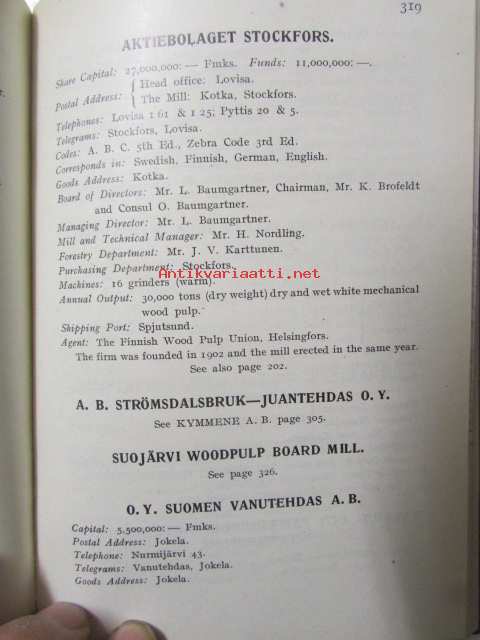 319
AKTIEBOLAGET STOCKFORS.
Share Capital: 27,000,000: — Fmks. Funds: 11,000,000: —.
Postal Address: { Head office: Lovisa.
The Mill: Kotka, Stockfors.
Telephones: Lovisa 1 61 & 1 25; Pyttis 20 & 5.
Telegrams: Stockfors, Lovisa.
Codes: A. B. C. 5th Ed., Zebra Code 3rd Ed.
Corresponds in: Swedish, Finnish, German, English.
Goods Address: Kotka.
Board of Directors: Mr. L. Baumgartner, Chairman, Mr. K. Brofeldt
and Consul O. Baumgartner.
Managing Director: Mr. L. Baumgartner.
Mill and Technical Manager: Mr. H. Nordling.
Forestry Department: Mr. J. V. Karttunen.
Purchasing Department: Stockfors.
Antikvariaatti.net
Machines: 16 grinders (warm).
Annual Output: 30,000 tons (dry weight) dry and wet white mechanical
wood pulp.
Shipping Port: Spjutsund.
Agent: The Finnish Wood Pulp Union, Helsingfors.
The firm was founded in 1902 and the mill erected in the same year.
See also page 202.
A. B. STRÖMSDALSBRUK—JUANTEHDAS O. Y.
See KYMMENE A. B. page 305.
SUOJÄRVI WOODPULP BOARD MILL.
See page 326.
O. Y. SUOMEN VANUTEHDAS A. B.
Capital: 5,500,000: — Fmks.
Postal Address: Jokela.
Telephone: Nurmijärvi 43.
Telegrams: Vanutehdas, Jokela.
Goods Address: Jokela.